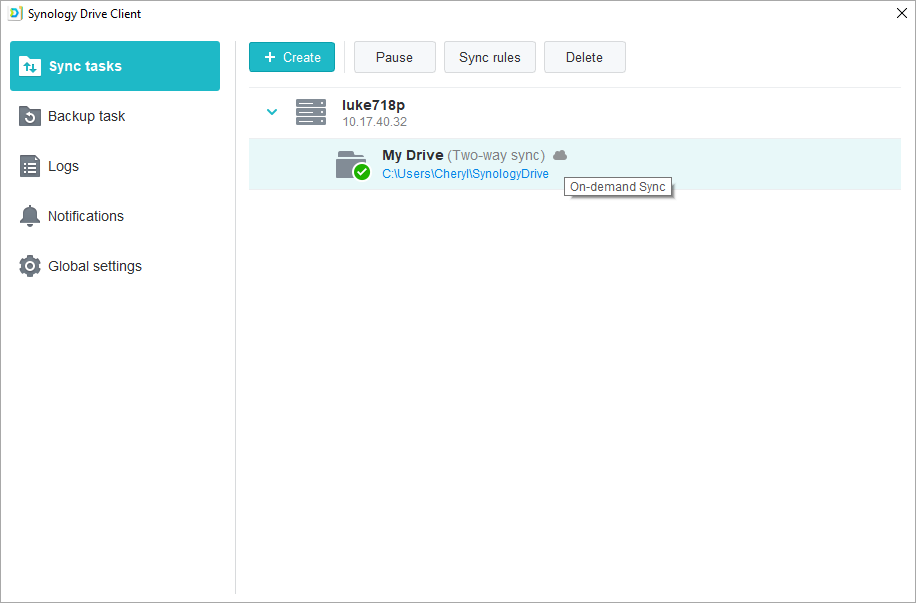 Synology Drive Client
Sync tasks
Backup task
Logs
Notifications
Global settings
+ Create
Pause
Sync rules
Delete
luke718p
10.17.40.32
My Drive (Two-way sync)
C:\Users\Cheryl\SynologyDrive
On-demand Sync